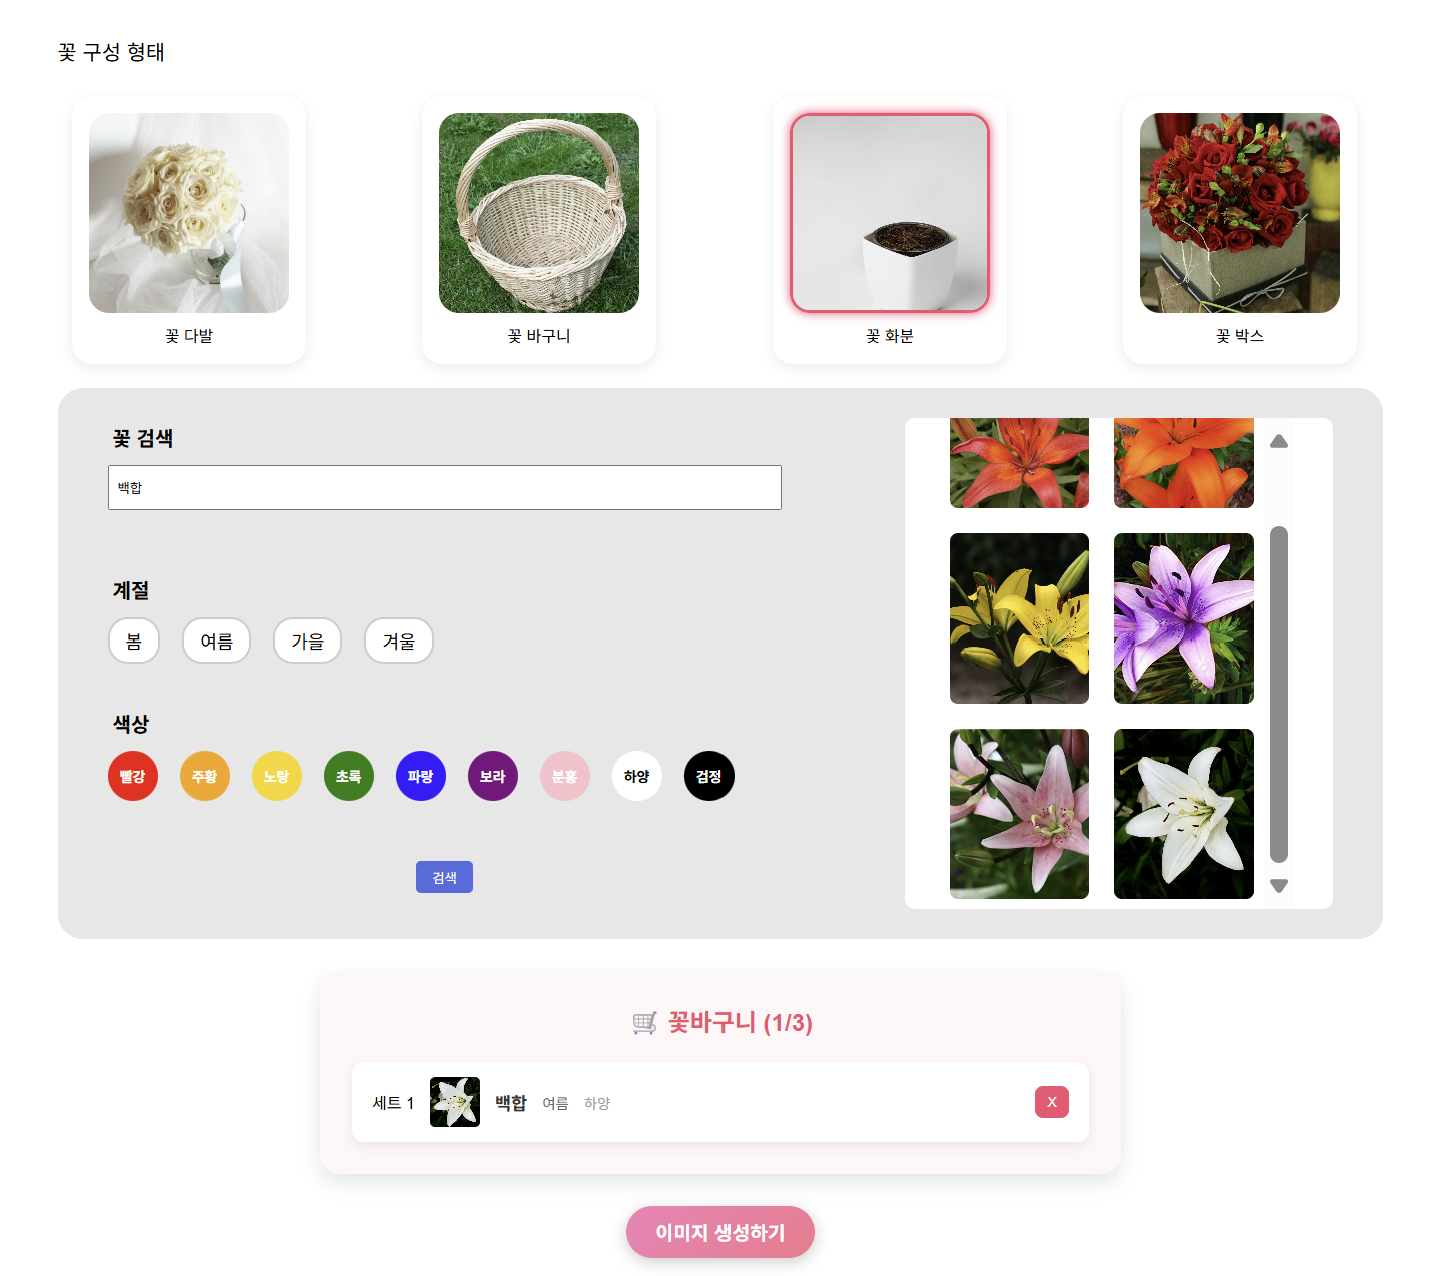 꽃 구성 형태
꽃 다발
꽃 바구니
꽃 화분
꽃 박스
꽃 검색
백합
계절
봄 여름 가을 겨울
색상
빨강 주황 노랑 초록 파랑 보라 분홍 하양 검정
검색
꽃바구니 (1/3)
세트 1 백합 여름 하양 X
이미지 생성하기